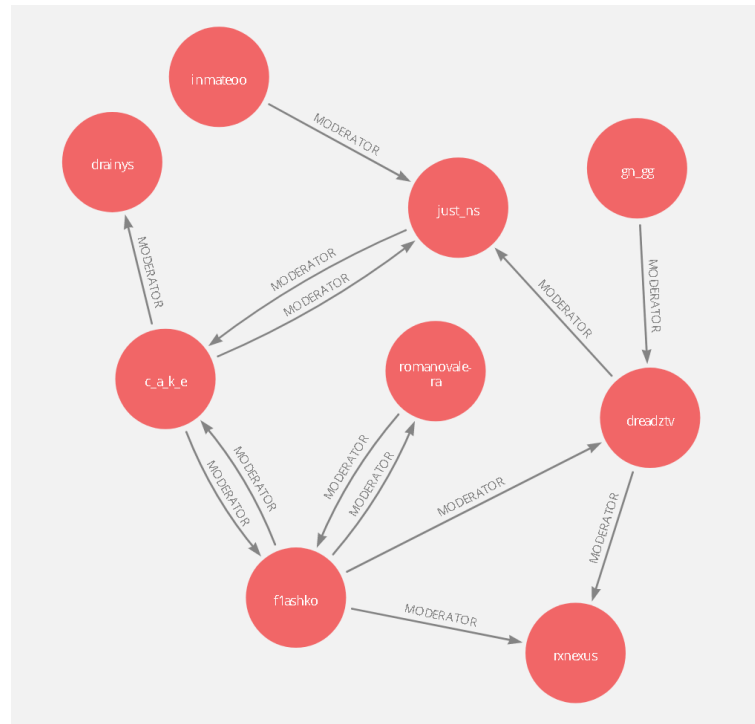 inmateoo
MODERATOR
drainys
gn_gg
just_ns
MODERATOR
MODERATOR
MODERATOR
MODERATOR
MODERATOR
romanovale-
ra
c_a_k_e
dreadztv
MODERATOR
MODERATOR
MODERATOR
MODERATOR
MODERATOR
MODERATOR
f1ashko
MODERATOR
rxnexus